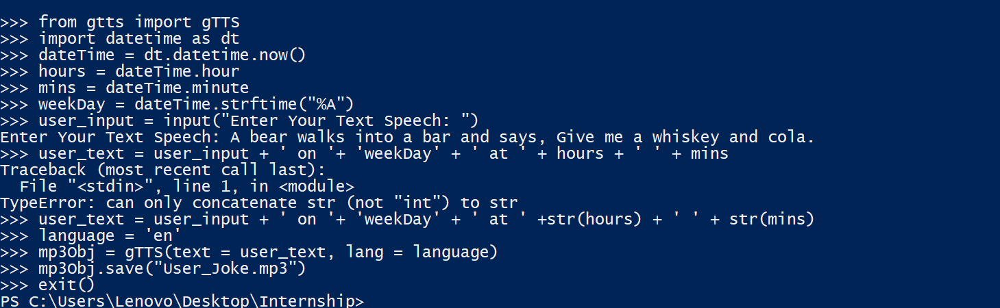 >>> from gtts import gTTS
>>> import datetime as dt
>>> dateTime = dt.datetime.now()
>>> hours = dateTime.hour
>>> mins = dateTime.minute
>>> weekDay = dateTime.strftime("%A")
>>> user_input = input("Enter Your Text Speech: ")
Enter Your Text Speech: A bear walks into a bar and says, Give me a whiskey and cola.
>>> user_text = user_input + ' on '+ 'weekDay' + ' at ' + hours + ' ' + mins
Traceback (most recent call last):
  File "<stdin>", line 1, in <module>
TypeError: can only concatenate str (not "int") to str
>>> user_text = user_input + ' on '+ 'weekDay' + ' at ' +str(hours) + ' ' + str(mins)
>>> language = 'en'
>>> mp3Obj = gTTS(text = user_text, lang = language)
>>> mp3Obj.save("User_Joke.mp3")
>>> exit()
PS C:\Users\Lenovo\Desktop\Internship>